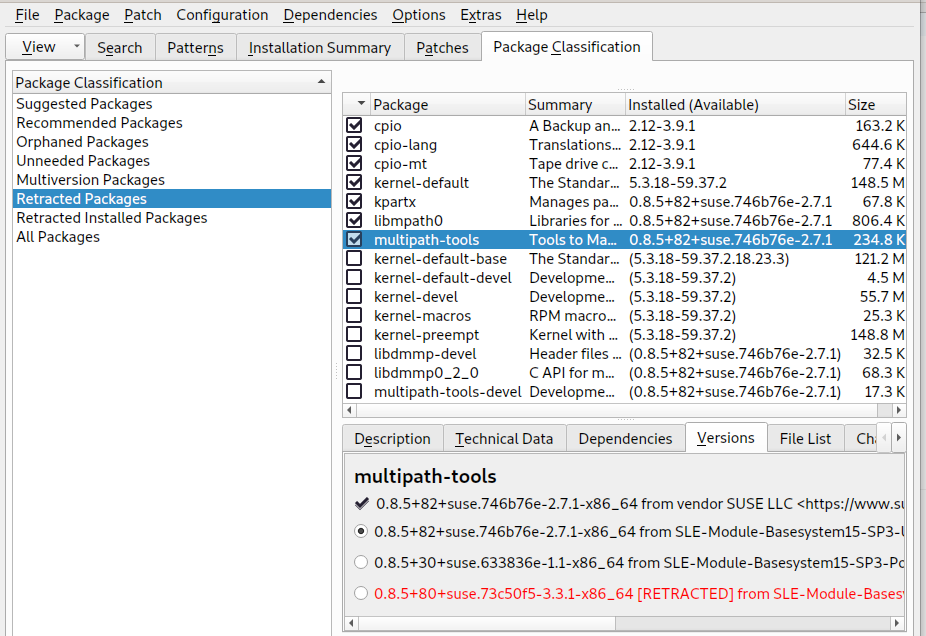 File Package Patch Configuration Dependencies Options Extras Help
View Search Patterns Installation Summary Patches Package Classification
Package Classification
Suggested Packages
Recommended Packages
Orphaned Packages
Unneeded Packages
Multiversion Packages
Retracted Packages
Retracted Installed Packages
All Packages
Package Summary Installed (Available) Size
cpio A Backup an... 2.12-3.9.1 163.2 K
cpio-lang Translations... 2.12-3.9.1 644.6 K
cpio-mt Tape drive c... 2.12-3.9.1 77.4 K
kernel-default The Standar... 5.3.18-59.37.2 148.5 M
kpartx Manages pa... 0.8.5+82+suse.746b76e-2.7.1 67.8 K
libmpath0 Libraries for ... 0.8.5+82+suse.746b76e-2.7.1 806.4 K
multipath-tools Tools to Ma... 0.8.5+82+suse.746b76e-2.7.1 234.8 K
kernel-default-base The Standar... (5.3.18-59.37.2.18.23.3) 121.2 M
kernel-default-devel Developme... (5.3.18-59.37.2) 4.5 M
kernel-devel Developme... (5.3.18-59.37.2) 55.7 M
kernel-macros RPM macro... (5.3.18-59.37.2) 25.3 K
kernel-preempt Kernel with ... (5.3.18-59.37.2) 148.8 M
libdmmp-devel Header files ... (0.8.5+82+suse.746b76e-2.7.1) 32.5 K
libdmmp0_2_0 C API for m... (0.8.5+82+suse.746b76e-2.7.1) 68.3 K
multipath-tools-devel Developme... (0.8.5+82+suse.746b76e-2.7.1) 17.3 K
Description Technical Data Dependencies Versions File List Cha
multipath-tools
0.8.5+82+suse.746b76e-2.7.1-x86_64 from vendor SUSE LLC <https://www.su
0.8.5+82+suse.746b76e-2.7.1-x86_64 from SLE-Module-Basesystem15-SP3-U
0.8.5+30+suse.633836e-1.1-x86_64 from SLE-Module-Basesystem15-SP3-Po
0.8.5+80+suse.73c50f5-3.3.1-x86_64 [RETRACTED] from SLE-Module-Basesy